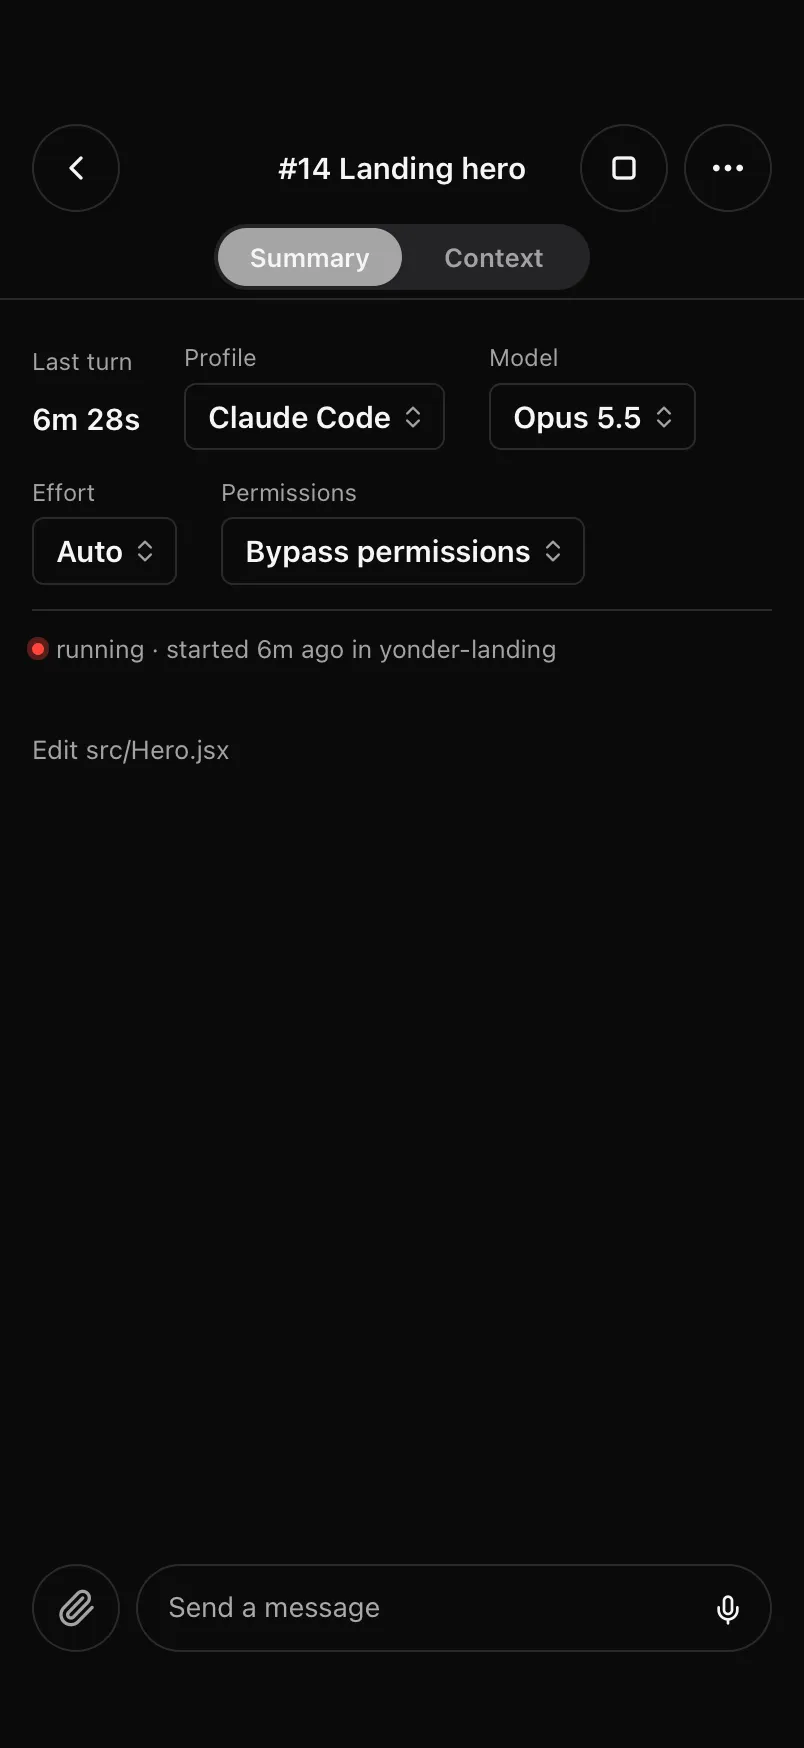 #14 Landing hero
Summary Context
Last turn Profile Model
6m 28s Claude Code Opus 5.5
Effort Permissions
Auto Bypass permissions
running · started 6m ago in yonder-landing
Edit src/Hero.jsx
Send a message